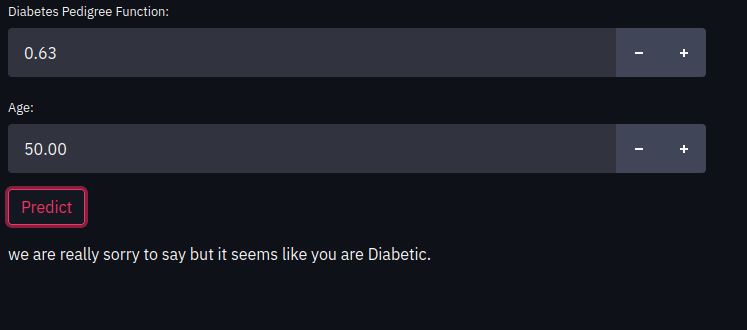 Diabetes Pedigree Function:
0.63 − +
Age:
50.00 − +
Predict
we are really sorry to say but it seems like you are Diabetic.